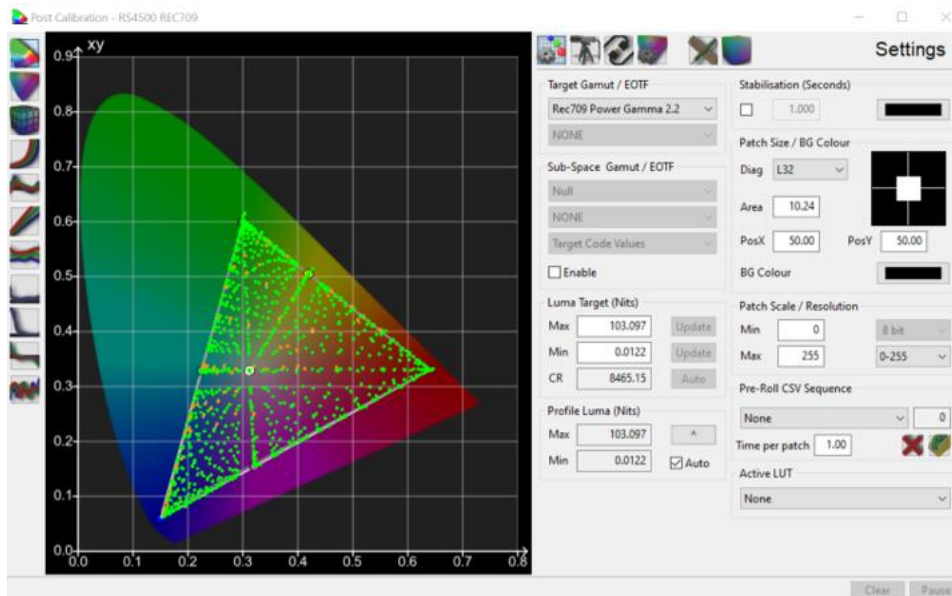 Post Calibration - RS4500 REC709
xy
0.9
0.8
0.7
0.6
0.5
0.4
0.3
0.2
0.1
0.0
0.0 0.1 0.2 0.3 0.4 0.5 0.6 0.7 0.8
Settings
Target Gamut / EOTF
Rec709 Power Gamma 2.2
NONE
Sub-Space Gamut / EOTF
Null
NONE
Target Code Values
Enable
Luma Target (Nits)
Max 103.097 Update
Min 0.0122 Update
CR 8465.15 Auto
Profile Luma (Nits)
Max 103.097 ^
Min 0.0122 Auto
Stabilisation (Seconds)
1.000
Patch Size / BG Colour
Diag L32
Area 10.24
PosX 50.00 PosY 50.00
BG Colour
Patch Scale / Resolution
Min 0 8 bit
Max 255 0-255
Pre-Roll CSV Sequence
None 0
Time per patch 1.00
Active LUT
None
Clear Pause